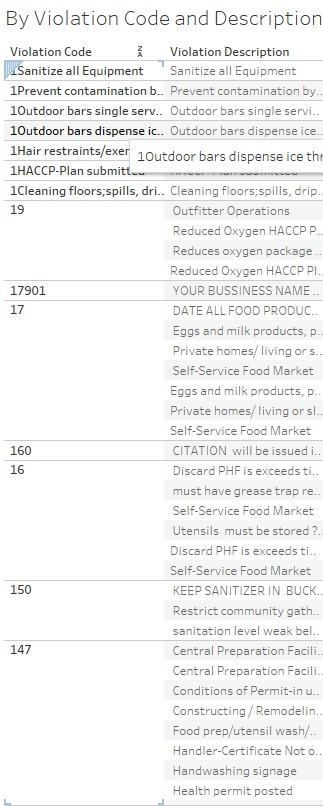 By Violation Code and Description
Violation Code Violation Description
1Sanitize all Equipment Sanitize all Equipment
1Prevent contamination b.. Prevent contamination by..
1Outdoor bars single serv.. Outdoor bars single servi..
1Outdoor bars dispense ic.. Outdoor bars dispense ice..
1Hair restraints/exer
1Outdoor bars dispense ice thr
1HACCP-Plan submitted
1Cleaning floors;spills, dri.. Cleaning floors;spills, drip..
19 Outfitter Operations
Reduced Oxygen HACCP P..
Reduces oxygen package ..
Reduced Oxygen HACCP Pl..
17901 YOUR BUSSINESS NAME ..
17 DATE ALL FOOD PRODUC..
Eggs and milk products, p..
Private homes/ living or s..
Self-Service Food Market
Eggs and milk products, p..
Private homes/ living or sl..
Self-Service Food Market
160 CITATION will be issued i..
16 Discard PHF is exceeds ti..
must have grease trap re..
Self-Service Food Market
Utensils must be stored ?..
Discard PHF is exceeds ti..
Self-Service Food Market
150 KEEP SANITIZER IN BUCK..
Restrict community gath..
sanitation level weak bel..
147 Central Preparation Facili..
Central Preparation Facili..
Conditions of Permit-in u..
Constructing / Remodelin..
Food prep/utensil wash/..
Handler-Certificate Not o..
Handwashing signage
Health permit posted